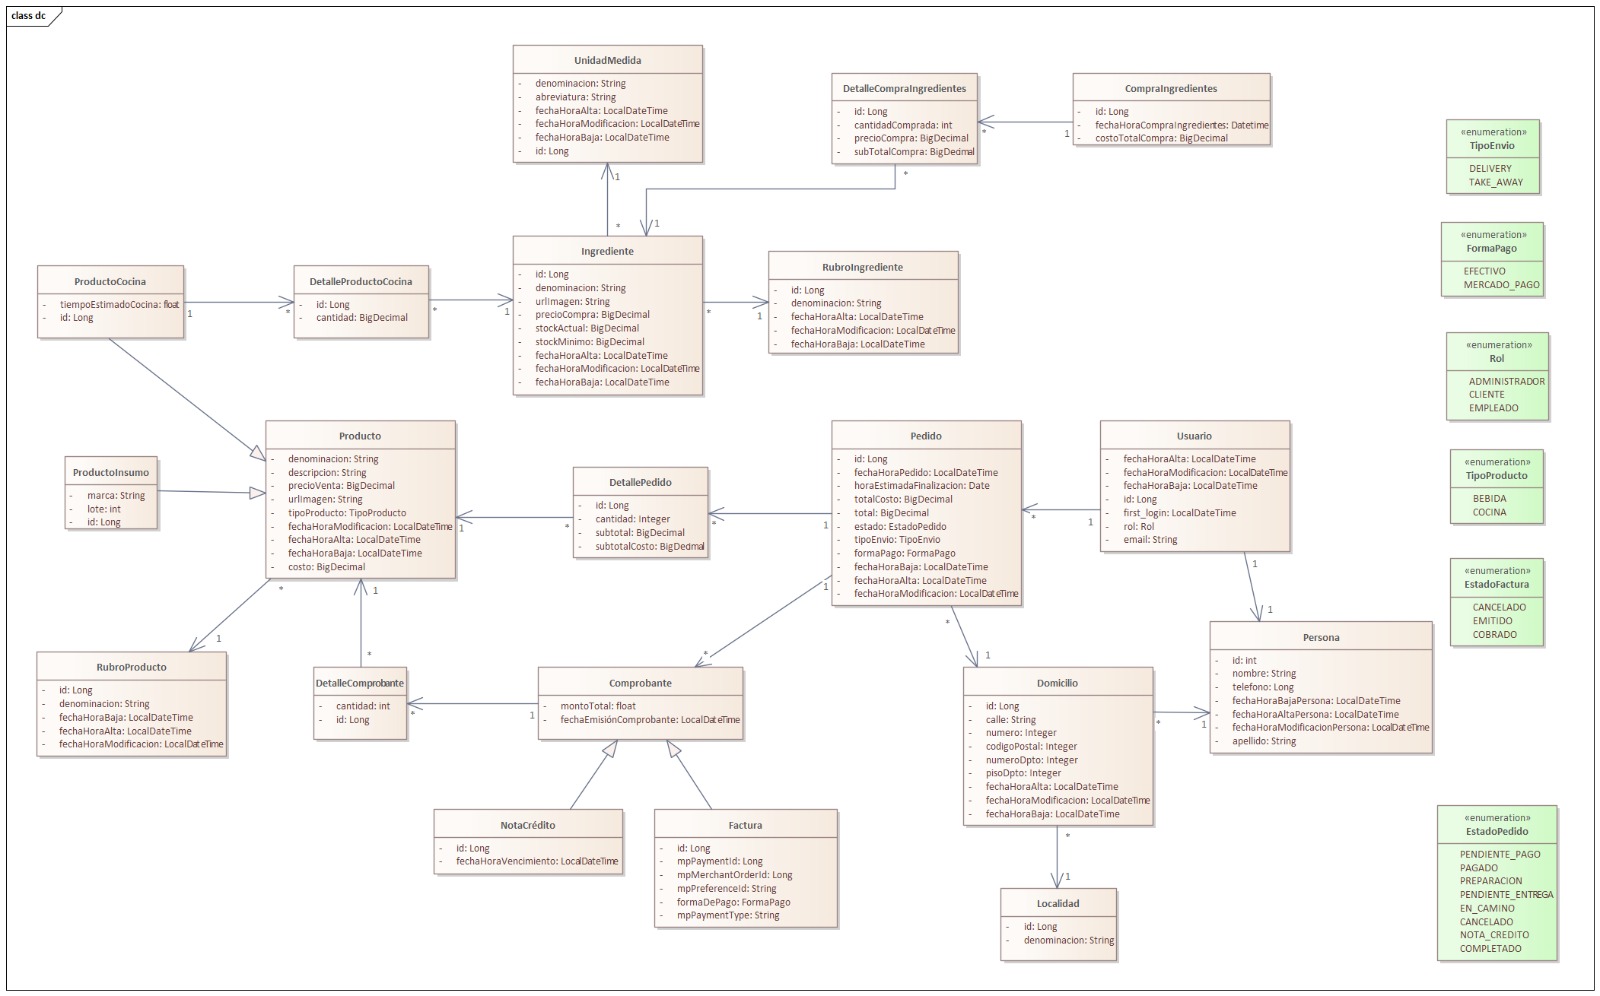 class dc
UnidadMedida
- denominacion: String
- abreviatura: String
- fechaHoraAlta: LocalDateTime
- fechaHoraModificacion: LocalDateTime
- fechaHoraBaja: LocalDateTime
- id: Long
DetalleCompraIngredientes
- id: Long
- cantidadComprada: int
- precioCompra: BigDecimal
- subTotalCompra: BigDecimal
CompraIngredientes
- id: Long
- fechaHoraCompraIngredientes: Datetime
- costoTotalCompra: BigDecimal
* 1
* 1
1 *
«enumeration»
TipoEnvio
DELIVERY
TAKE_AWAY
«enumeration»
FormaPago
EFECTIVO
MERCADO_PAGO
«enumeration»
Rol
ADMINISTRADOR
CLIENTE
EMPLEADO
«enumeration»
TipoProducto
BEBIDA
COCINA
«enumeration»
EstadoFactura
CANCELADO
EMITIDO
COBRADO
«enumeration»
EstadoPedido
PENDIENTE_PAGO
PAGADO
PREPARACION
PENDIENTE_ENTREGA
EN_CAMINO
CANCELADO
NOTA_CREDITO
COMPLETADO
ProductoCocina
- tiempoEstimadoCocina: float
- id: Long
1 *
DetalleProductoCocina
- id: Long
- cantidad: BigDecimal
* 1
Ingrediente
- id: Long
- denominacion: String
- urlImagen: String
- precioCompra: BigDecimal
- stockActual: BigDecimal
- stockMinimo: BigDecimal
- fechaHoraAlta: LocalDateTime
- fechaHoraModificacion: LocalDateTime
- fechaHoraBaja: LocalDateTime
* 1
RubroIngrediente
- id: Long
- denominacion: String
- fechaHoraAlta: LocalDateTime
- fechaHoraModificacion: LocalDateTime
- fechaHoraBaja: LocalDateTime
ProductoInsumo
- marca: String
- lote: int
- id: Long
Producto
- denominacion: String
- descripcion: String
- precioVenta: BigDecimal
- urlImagen: String
- tipoProducto: TipoProducto
- fechaHoraModificacion: LocalDateTime
- fechaHoraAlta: LocalDateTime
- fechaHoraBaja: LocalDateTime
- costo: BigDecimal
1 *
DetallePedido
- id: Long
- cantidad: Integer
- subtotal: BigDecimal
- subtotalCosto: BigDedmal
* 1
Pedido
- id: Long
- fechaHoraPedido: LocalDateTime
- horaEstimadaFinalizacion: Date
- totalCosto: BigDecimal
- total: BigDecimal
- estado: EstadoPedido
- tipoEnvio: TipoEnvio
- formaPago: FormaPago
- fechaHoraBaja: LocalDateTime
- fechaHoraAlta: LocalDateTime
- fechaHoraModificacion: LocalDateTime
* 1
Usuario
- fechaHoraAlta: LocalDateTime
- fechaHoraModificacion: LocalDateTime
- fechaHoraBaja: LocalDateTime
- id: Long
- first_login: LocalDateTime
- rol: Rol
- email: String
1
1
Persona
- id: int
- nombre: String
- telefono: Long
- fechaHoraBajaPersona: LocalDateTime
- fechaHoraAltaPersona: LocalDateTime
- fechaHoraModificacionPersona: LocalDateTime
- apellido: String
*
1
RubroProducto
- id: Long
- denominacion: String
- fechaHoraBaja: LocalDateTime
- fechaHoraAlta: LocalDateTime
- fechaHoraModificacion: LocalDateTime
1
*
DetalleComprobante
- cantidad: int
- id: Long
* 1
Comprobante
- montoTotal: float
- fechaEmisiónComprobante: LocalDateTime
1
*
*
1
Domicilio
- id: Long
- calle: String
- numero: Integer
- codigoPostal: Integer
- numeroDpto: Integer
- pisoDpto: Integer
- fechaHoraAlta: LocalDateTime
- fechaHoraModificacion: LocalDateTime
- fechaHoraBaja: LocalDateTime
* 1
NotaCrédito
- id: Long
- fechaHoraVencimiento: LocalDateTime
Factura
- id: Long
- mpPaymentId: Long
- mpMerchantOrderId: Long
- mpPreferenceId: String
- formaDePago: FormaPago
- mpPaymentType: String
*
1
Localidad
- id: Long
- denominacion: String